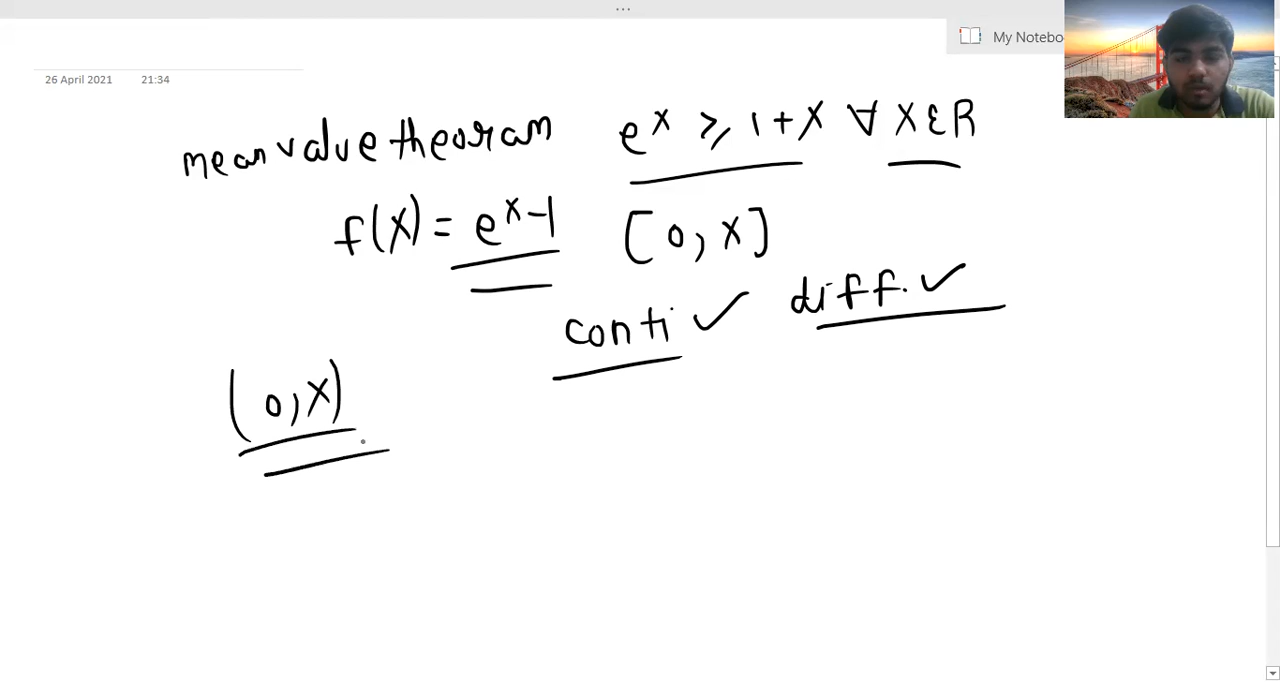 ...
My Notebo
26 April 2021 21:34
mean value theoram e^x ≥ 1+x ∀ x ∈ R
f(x) = e^x-1 [0, x]
conti ✓ diff. ✓
(0, x)